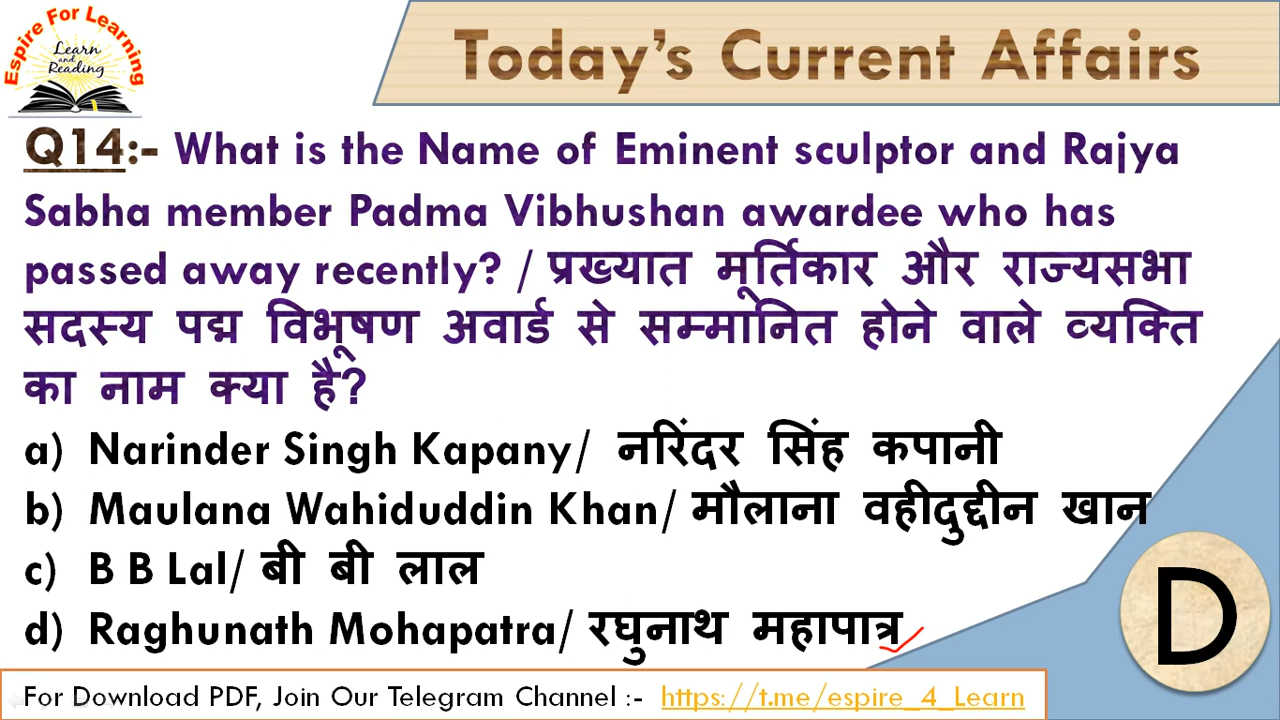 Espire For Learning
Learn
and
Reading
Today's Current Affairs
Q14:- What is the Name of Eminent sculptor and Rajya
Sabha member Padma Vibhushan awardee who has
passed away recently? / प्रख्यात मूर्तिकार और राज्यसभा
सदस्य पद्म विभूषण अवार्ड से सम्मानित होने वाले व्यक्ति
का नाम क्या है?
a) Narinder Singh Kapany/ नरिंदर सिंह कपानी
b) Maulana Wahiduddin Khan/ मौलाना वहीदुद्दीन खान
c) B B Lal/ बी बी लाल
d) Raghunath Mohapatra/ रघुनाथ महापात्र
D
For Download PDF, Join Our Telegram Channel :- https://t.me/espire_4_Learn